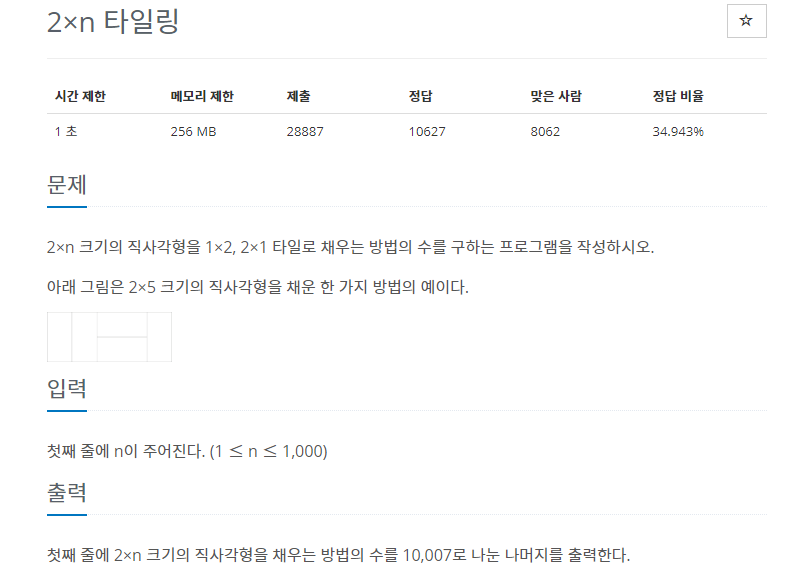 2×n 타일링
☆
시간 제한 메모리 제한 제출 정답 맞은 사람 정답 비율
1 초 256 MB 28887 10627 8062 34.943%
문제
2×n 크기의 직사각형을 1×2, 2×1 타일로 채우는 방법의 수를 구하는 프로그램을 작성하시오.
아래 그림은 2×5 크기의 직사각형을 채운 한 가지 방법의 예이다.
입력
첫째 줄에 n이 주어진다. (1 ≤ n ≤ 1,000)
출력
첫째 줄에 2×n 크기의 직사각형을 채우는 방법의 수를 10,007로 나눈 나머지를 출력한다.